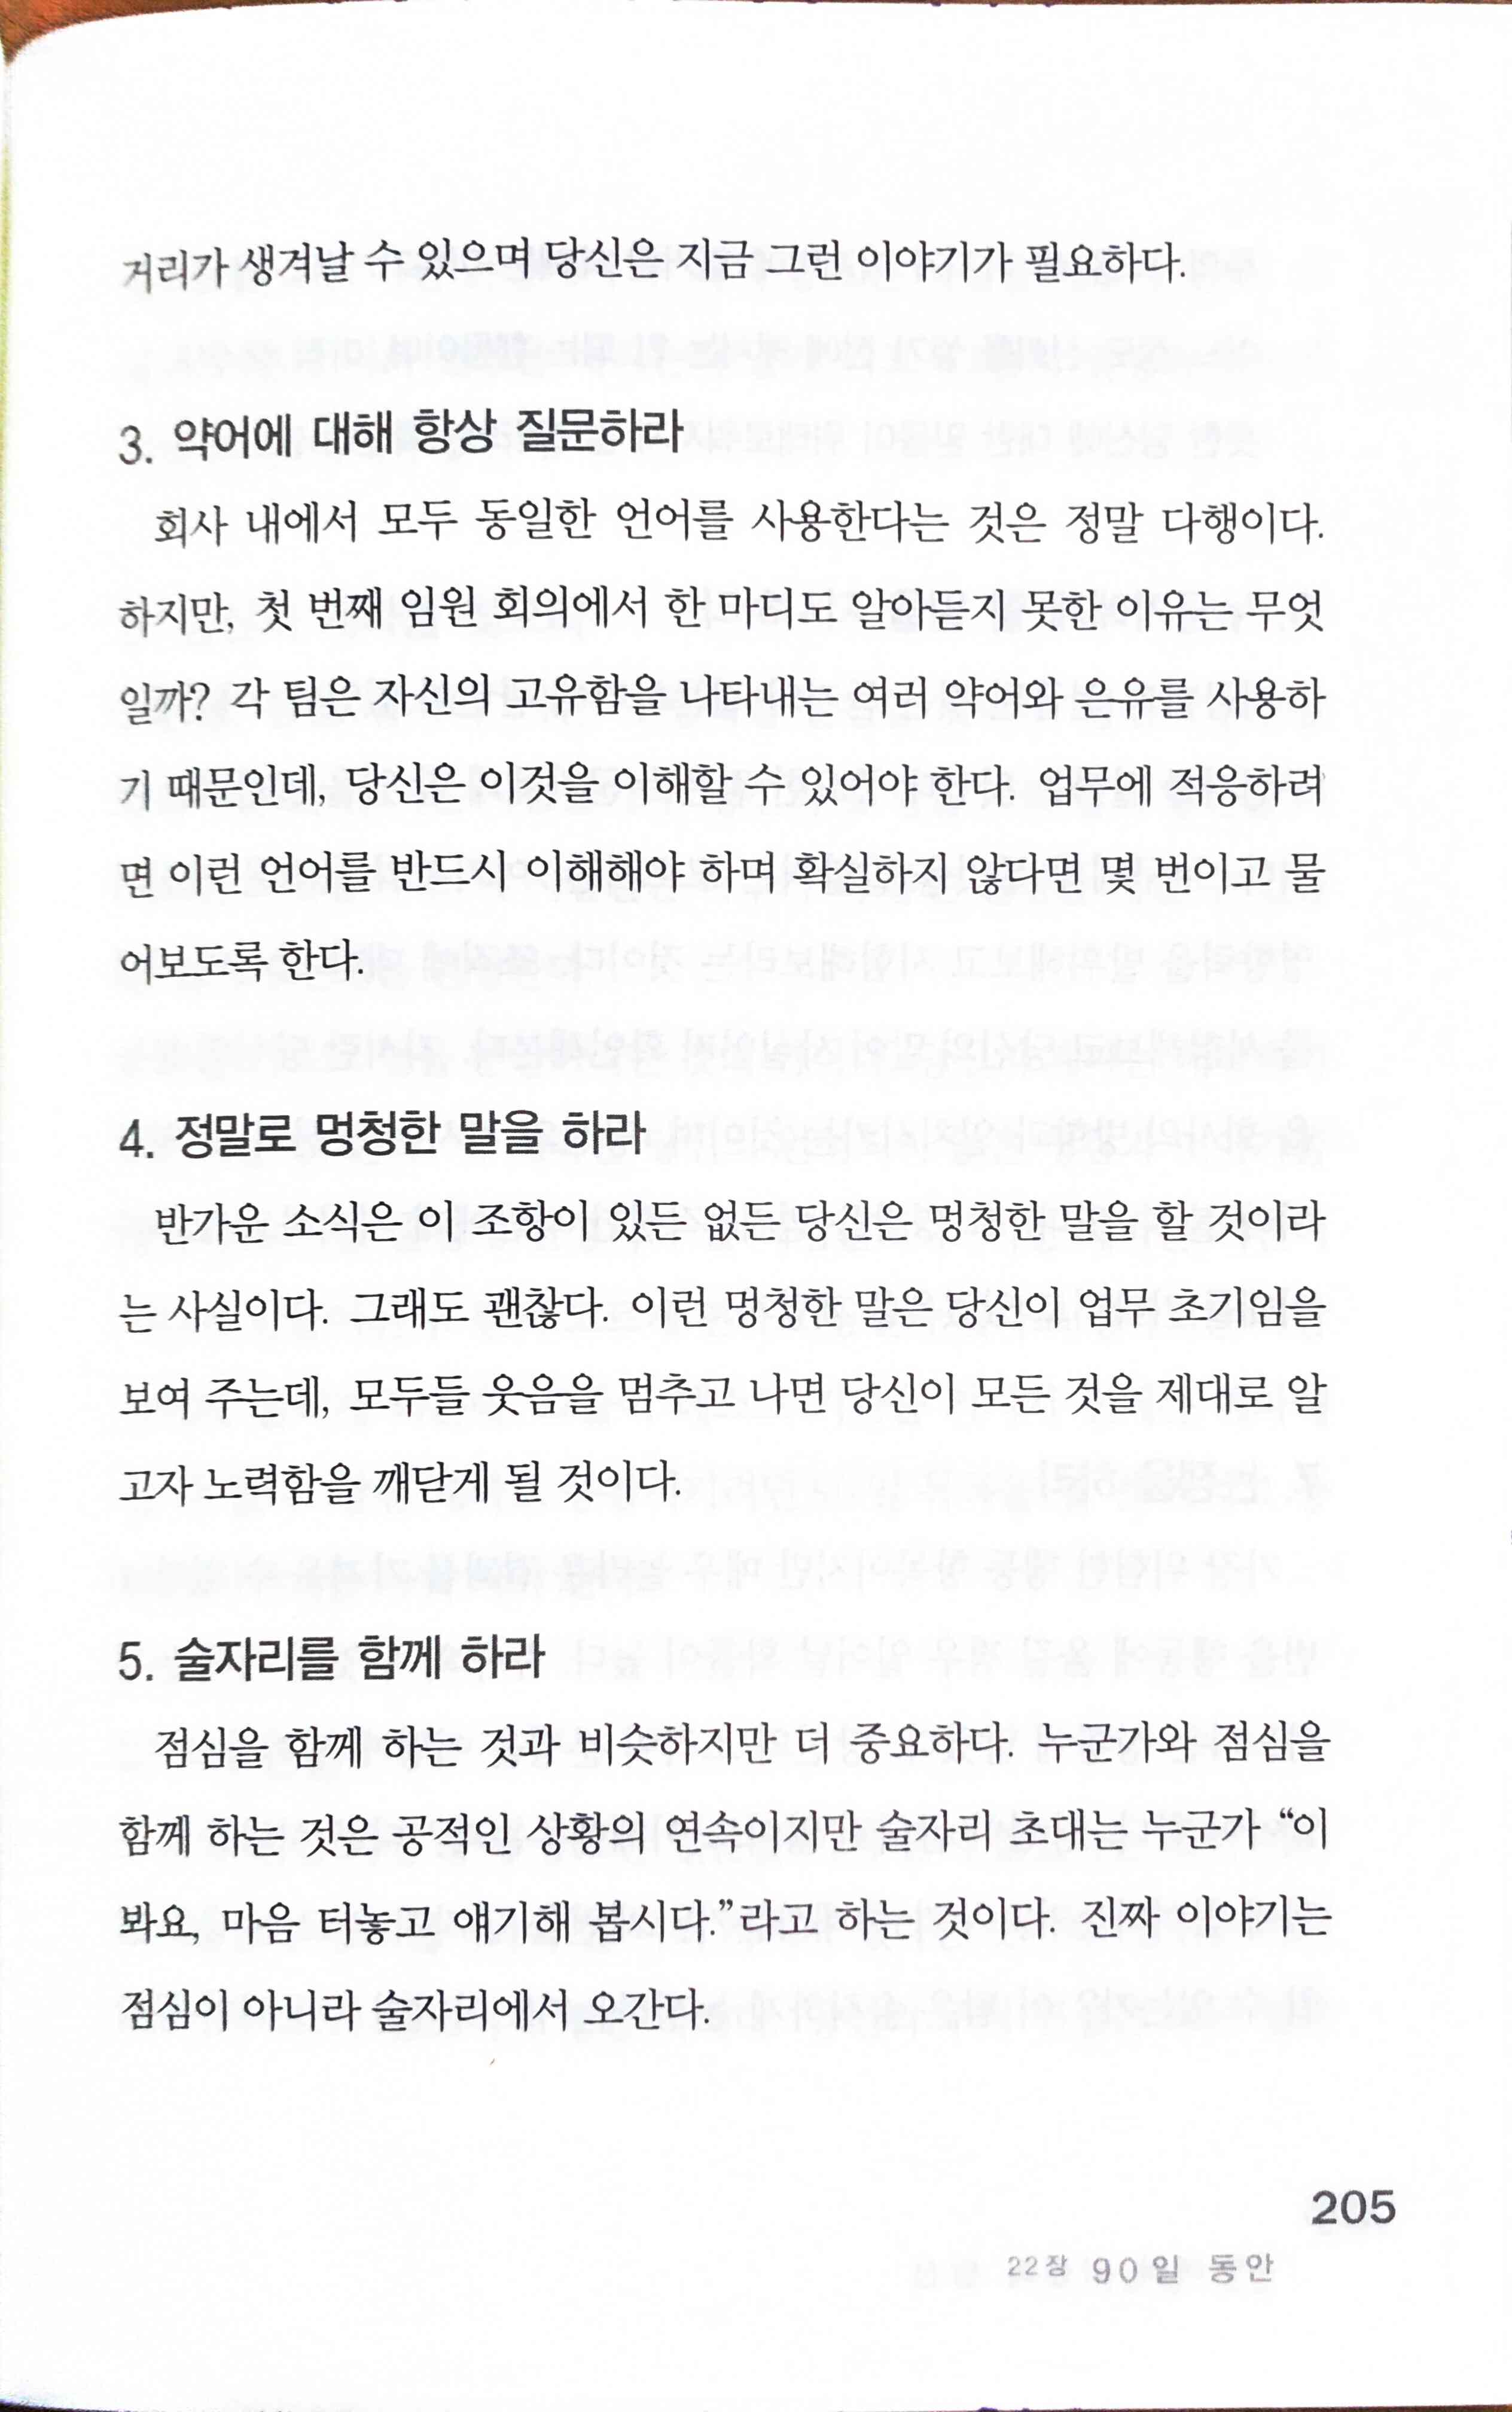 거리가 생겨날 수 있으며 당신은 지금 그런 이야기가 필요하다.
3. 약어에 대해 항상 질문하라
회사 내에서 모두 동일한 언어를 사용한다는 것은 정말 다행이다.
하지만, 첫 번째 임원 회의에서 한 마디도 알아듣지 못한 이유는 무엇
일까? 각 팀은 자신의 고유함을 나타내는 여러 약어와 은유를 사용하
기 때문인데, 당신은 이것을 이해할 수 있어야 한다. 업무에 적응하려
면 이런 언어를 반드시 이해해야 하며 확실하지 않다면 몇 번이고 물
어보도록 한다.
4. 정말로 멍청한 말을 하라
반가운 소식은 이 조항이 있든 없든 당신은 멍청한 말을 할 것이라
는 사실이다. 그래도 괜찮다. 이런 멍청한 말은 당신이 업무 초기임을
보여 주는데, 모두들 웃음을 멈추고 나면 당신이 모든 것을 제대로 알
고자 노력함을 깨닫게 될 것이다.
5. 술자리를 함께 하라
점심을 함께 하는 것과 비슷하지만 더 중요하다. 누군가와 점심을
함께 하는 것은 공적인 상황의 연속이지만 술자리 초대는 누군가 “이
봐요, 마음 터놓고 얘기해 봅시다.”라고 하는 것이다. 진짜 이야기는
점심이 아니라 술자리에서 오간다.
205
22장 90일 동안